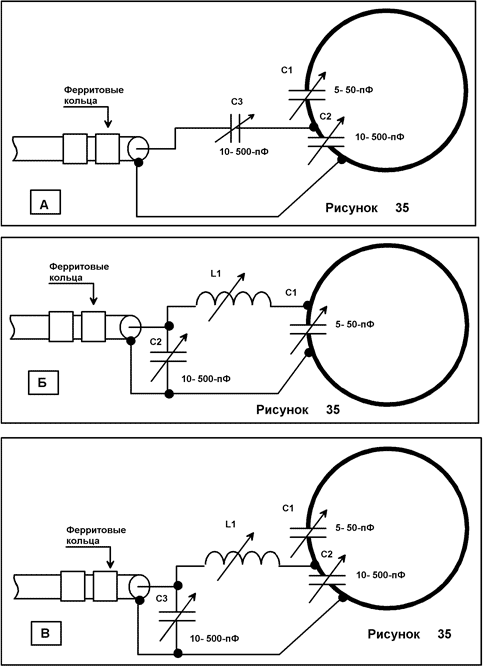 Ферритовые
кольца
C3
10- 500-пФ
C1
5- 50-пФ
C2
10- 500-пФ
А
Рисунок 35
Ферритовые
кольца
L1
C1
5- 50-пФ
C2
10- 500-пФ
Б
Рисунок 35
Ферритовые
кольца
L1
C1
5- 50-пФ
C2
10- 500-пФ
C3
10- 500-пФ
В
Рисунок 35